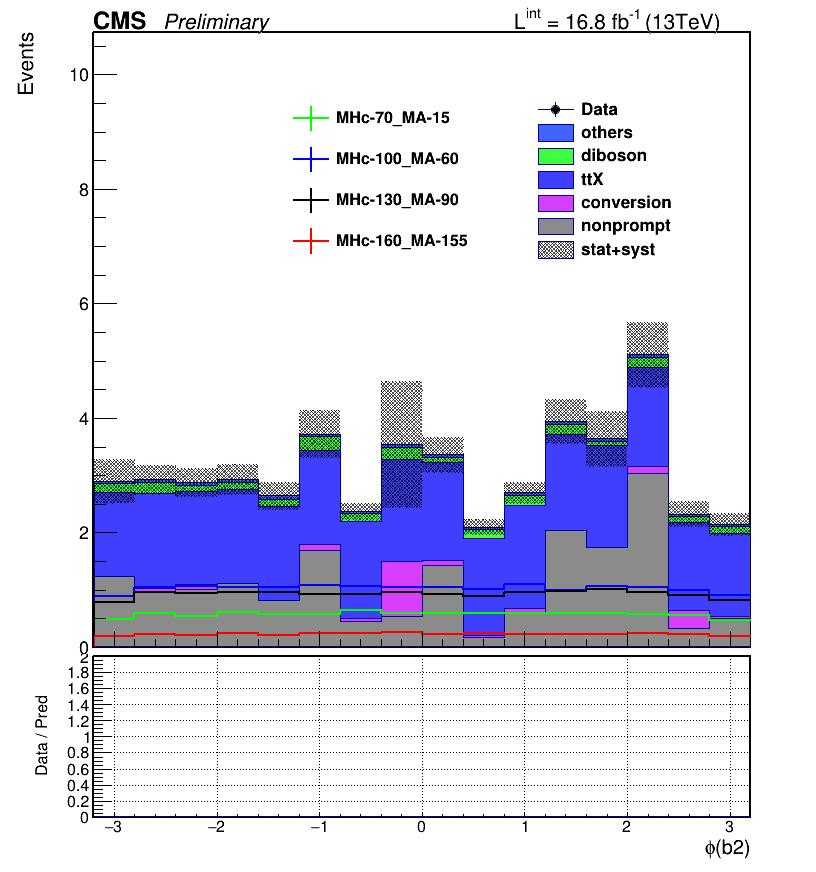 CMS Preliminary L^int = 16.8 fb^-1 (13TeV)
Events
10
8
6
4
2
0
MHc-70_MA-15
MHc-100_MA-60
MHc-130_MA-90
MHc-160_MA-155
Data
others
diboson
ttX
conversion
nonprompt
stat+syst
Data / Pred
2
1.8
1.6
1.4
1.2
1
0.8
0.6
0.4
0.2
0
−3 −2 −1 0 1 2 3
ϕ(b2)